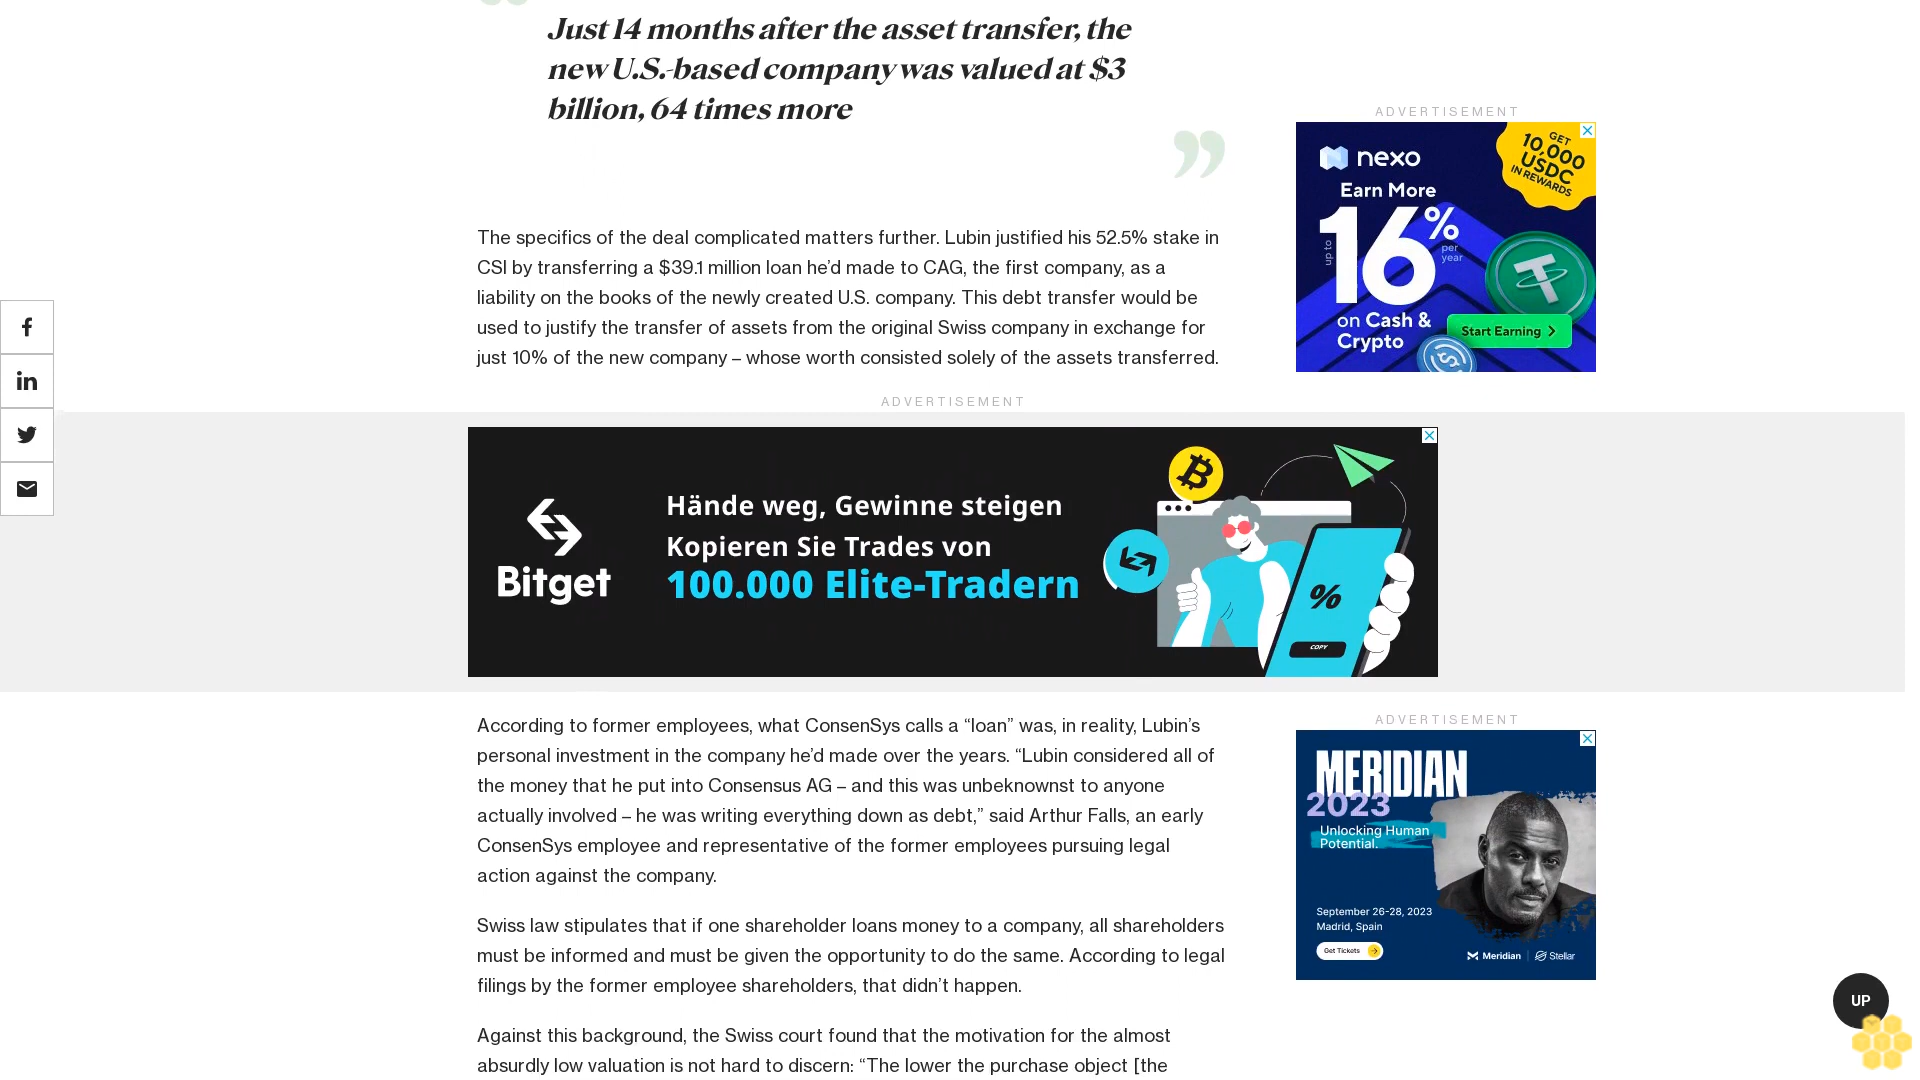 Just 14 months after the asset transfer, the
new U.S.-based company was valued at $3
billion, 64 times more
”
The specifics of the deal complicated matters further. Lubin justified his 52.5% stake in
CSI by transferring a $39.1 million loan he’d made to CAG, the first company, as a
liability on the books of the newly created U.S. company. This debt transfer would be
used to justify the transfer of assets from the original Swiss company in exchange for
just 10% of the new company – whose worth consisted solely of the assets transferred.
ADVERTISEMENT
nexo
GET
10,000
USDC
IN REWARDS
Earn More
up to
16%
per
year
on Cash &
Crypto
Start Earning
ADVERTISEMENT
Bitget
Hände weg, Gewinne steigen
Kopieren Sie Trades von
100.000 Elite-Tradern
%
COPY
According to former employees, what ConsenSys calls a “loan” was, in reality, Lubin’s
personal investment in the company he’d made over the years. “Lubin considered all of
the money that he put into Consensus AG – and this was unbeknownst to anyone
actually involved – he was writing everything down as debt,” said Arthur Falls, an early
ConsenSys employee and representative of the former employees pursuing legal
action against the company.
Swiss law stipulates that if one shareholder loans money to a company, all shareholders
must be informed and must be given the opportunity to do the same. According to legal
filings by the former employee shareholders, that didn’t happen.
Against this background, the Swiss court found that the motivation for the almost
absurdly low valuation is not hard to discern: “The lower the purchase object [the
ADVERTISEMENT
MERIDIAN
2023
Unlocking Human
Potential.
September 26-28, 2023
Madrid, Spain
Get Tickets
Meridian
Stellar
UP